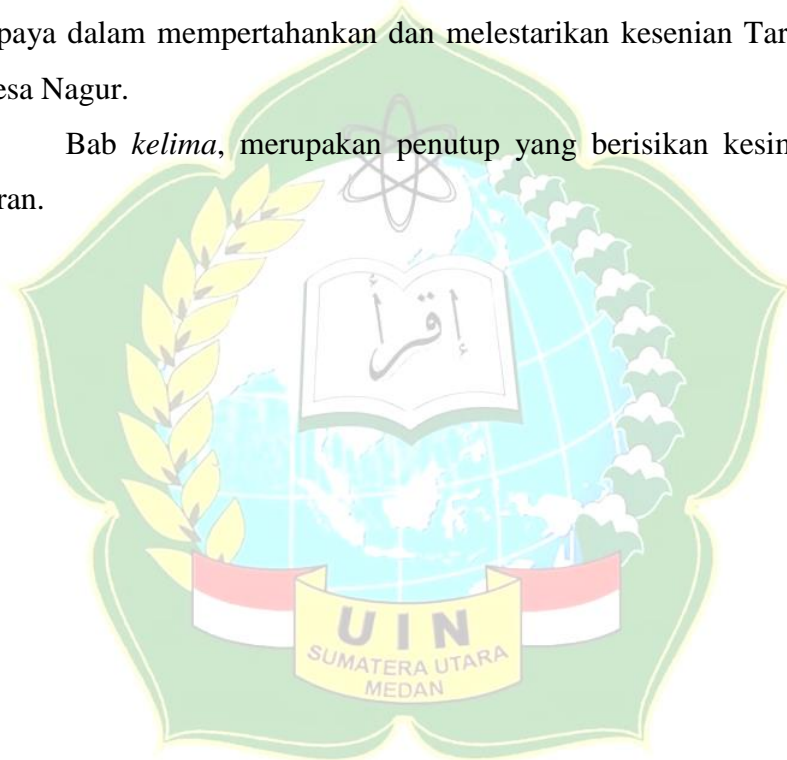 paya dalam mempertahankan dan melestarikan kesenian Tar
esa Nagur.
Bab kelima, merupakan penutup yang berisikan kesin
ran.
إقرأ
UIN
SUMATERA UTARA
MEDAN